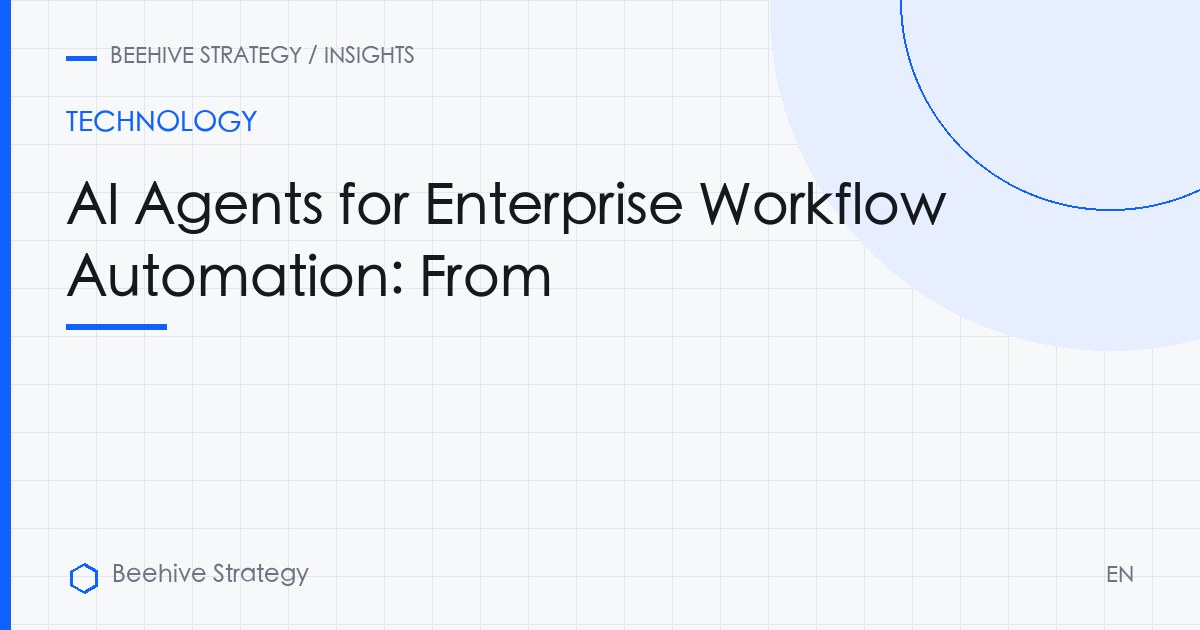 BEEHIVE STRATEGY / INSIGHTS
TECHNOLOGY
AI Agents for Enterprise Workflow
Automation: From
Beehive Strategy
EN